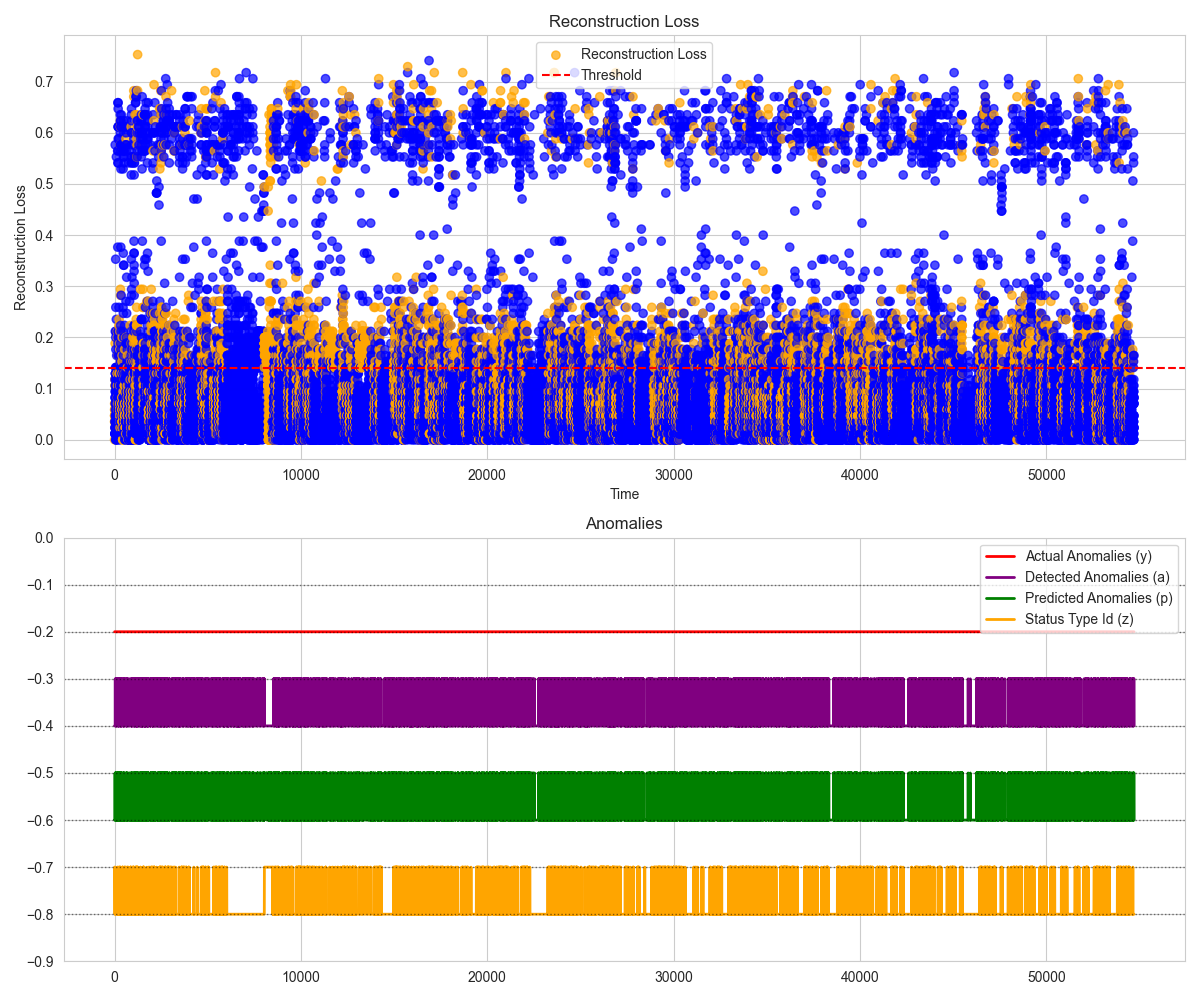 Reconstruction Loss
Reconstruction Loss
Threshold
Reconstruction Loss
0.7
0.6
0.5
0.4
0.3
0.2
0.1
0.0
0 10000 20000 30000 40000 50000
Time
Anomalies
Actual Anomalies (y)
Detected Anomalies (a)
Predicted Anomalies (p)
Status Type Id (z)
0.0
−0.1
−0.2
−0.3
−0.4
−0.5
−0.6
−0.7
−0.8
−0.9
0 10000 20000 30000 40000 50000